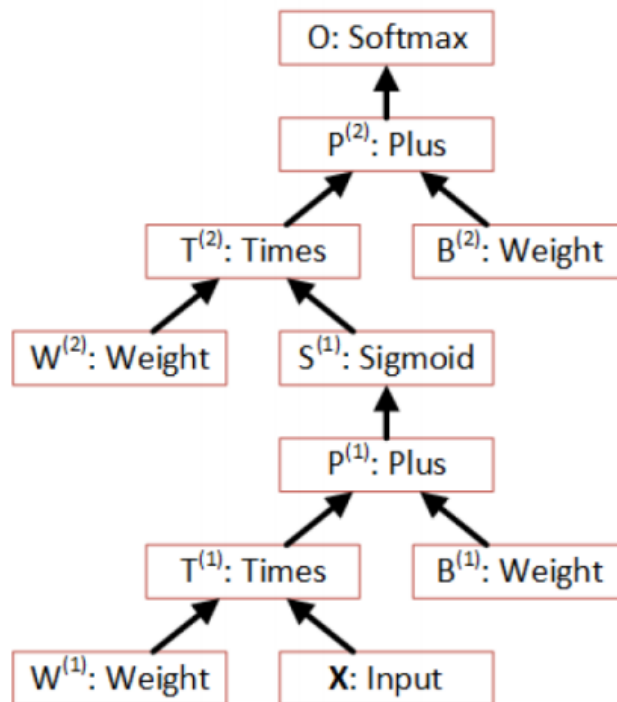 O: Softmax
P⁽²⁾: Plus
T⁽²⁾: Times
B⁽²⁾: Weight
W⁽²⁾: Weight
S⁽¹⁾: Sigmoid
P⁽¹⁾: Plus
T⁽¹⁾: Times
B⁽¹⁾: Weight
W⁽¹⁾: Weight
X: Input